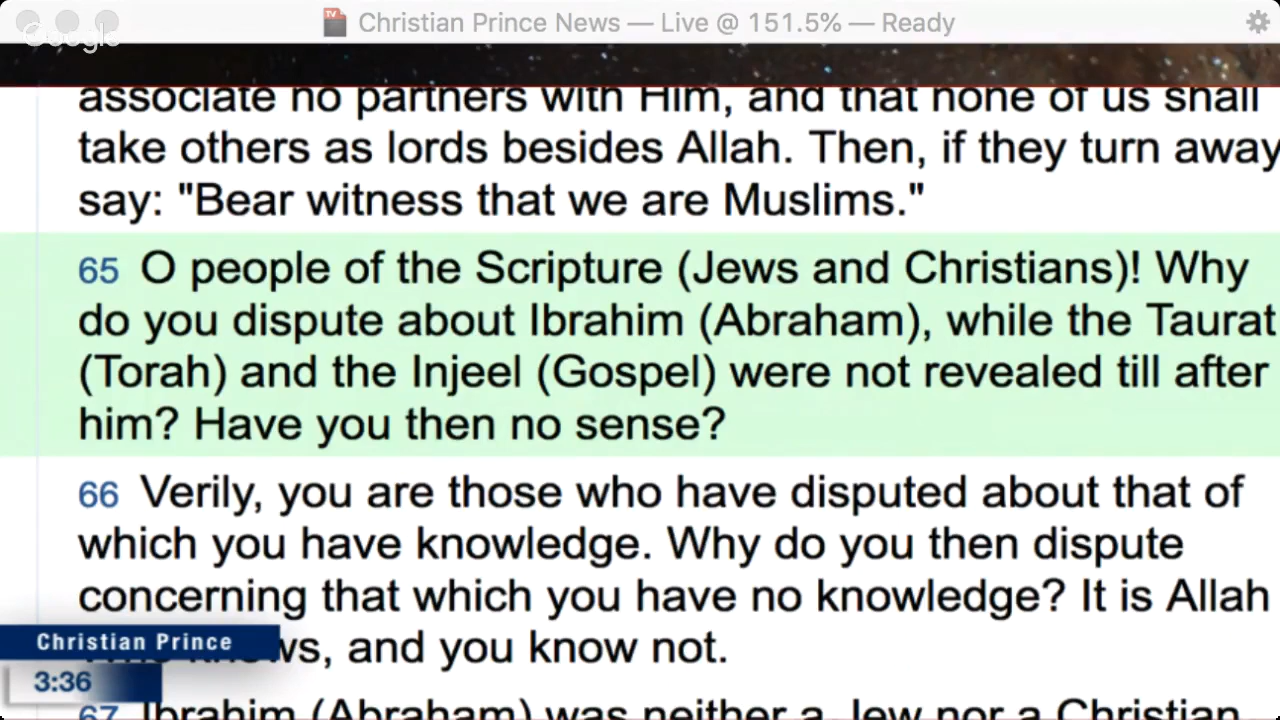 Christian Prince News — Live @ 151.5% — Ready
Google
associate no partners with Him, and that none of us shall
take others as lords besides Allah. Then, if they turn away
say: "Bear witness that we are Muslims."
65 O people of the Scripture (Jews and Christians)! Why
do you dispute about Ibrahim (Abraham), while the Taurat
(Torah) and the Injeel (Gospel) were not revealed till after
him? Have you then no sense?
66 Verily, you are those who have disputed about that of
which you have knowledge. Why do you then dispute
concerning that which you have no knowledge? It is Allah
Who knows, and you know not.
Christian Prince
3:36
67 Ibrahim (Abraham) was neither a Jew nor a Christian